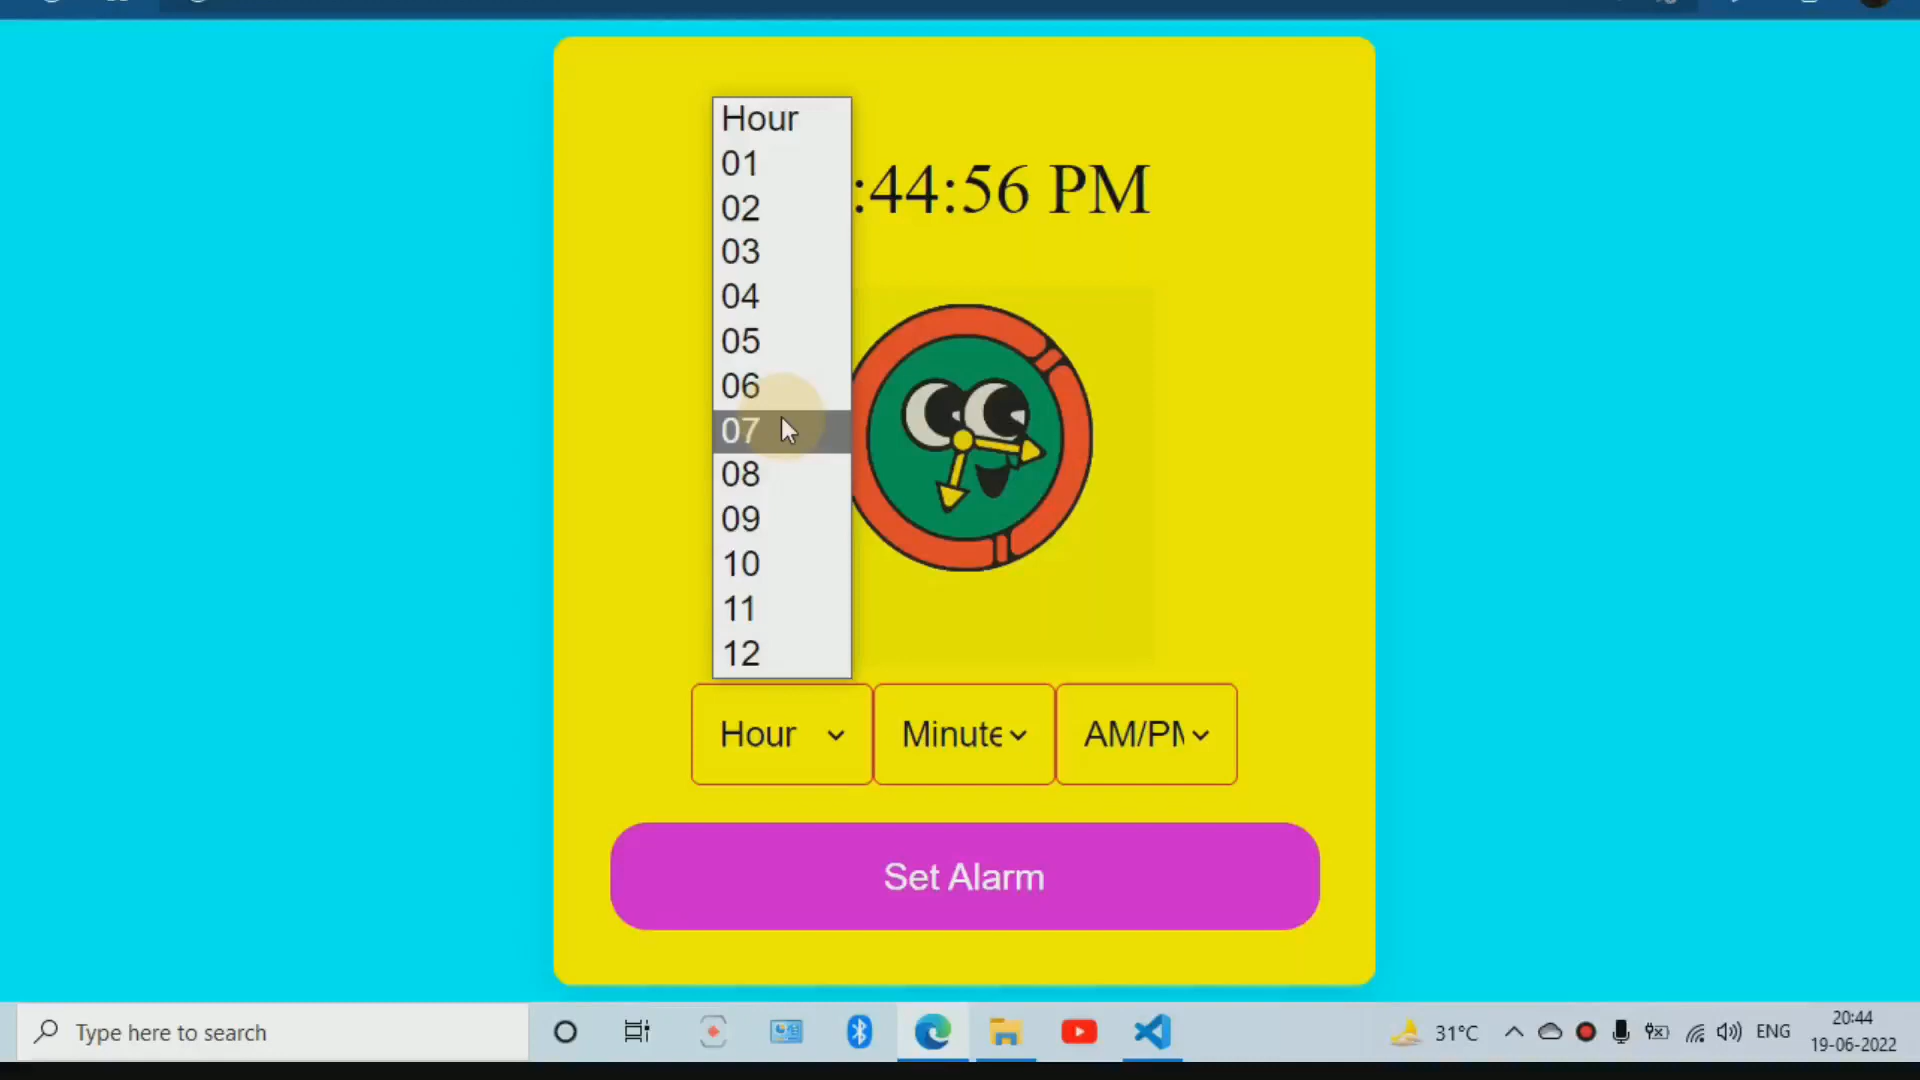 Hour
01
02
03
04
05
06
07
08
09
10
11
12
:44:56 PM
Hour
Minute
AM/PM
Set Alarm
Type here to search
31°C
ENG
20:44
19-06-2022